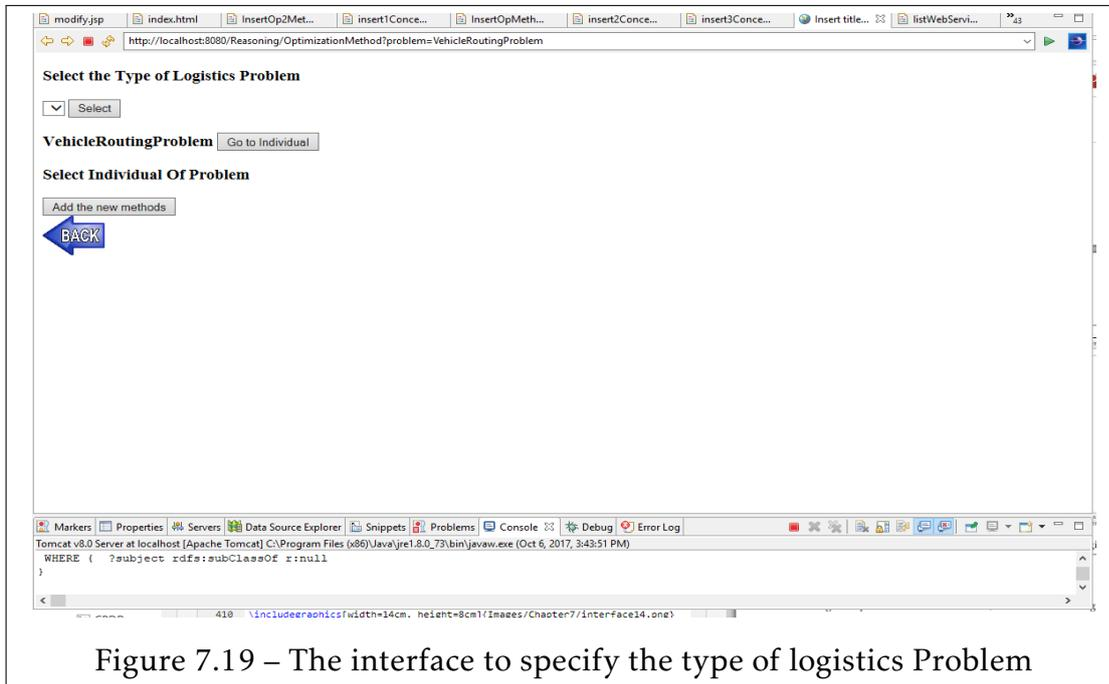 modify.jsp index.html InsertOp2Met... insert1Conce... InsertOpMeth... insert2Conce... insert3Conce... Insert title... listWebServi... »43
http://localhost:8080/Reasoning/OptimizationMethod?problem=VehicleRoutingProblem
Select the Type of Logistics Problem
Select
VehicleRoutingProblem Go to Individual
Select Individual Of Problem
Add the new methods
BACK
Markers Properties Servers Data Source Explorer Snippets Problems Console Debug Error Log
Tomcat v8.0 Server at localhost [Apache Tomcat] C:\Program Files (x86)\Java\jre1.8.0_73\bin\javaw.exe (Oct 6, 2017, 3:43:51 PM)
WHERE { ?subject rdfs:subClassOf r:null
}
410 \includegraphics[width=14cm, height=8cm]{Images/Chapter7/interface14.png}
Figure 7.19 – The interface to specify the type of logistics Problem